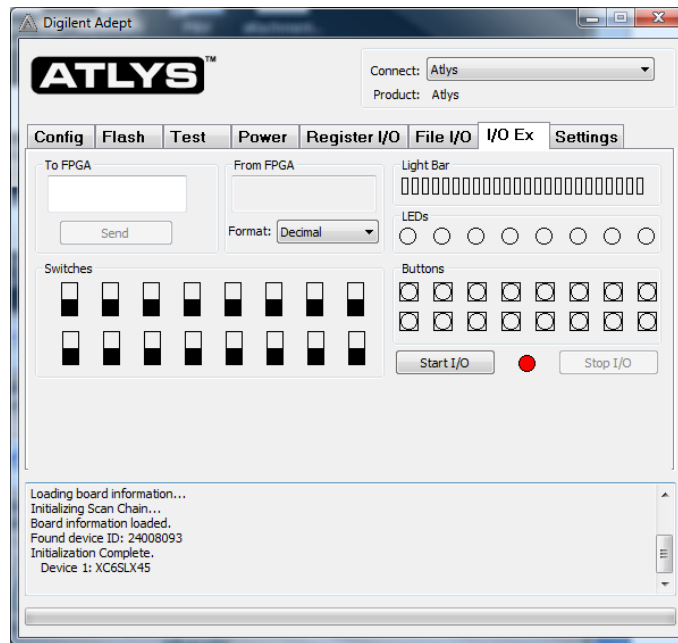 Digilent Adept
ATLYS™
Connect: Atlys
Product: Atlys
Config Flash Test Power Register I/O File I/O I/O Ex Settings
To FPGA
From FPGA
Light Bar
Send
Format: Decimal
LEDs
Switches
Buttons
Start I/O
Stop I/O
Loading board information...
Initializing Scan Chain...
Board information loaded.
Found device ID: 24008093
Initialization Complete.
Device 1: XC6SLX45